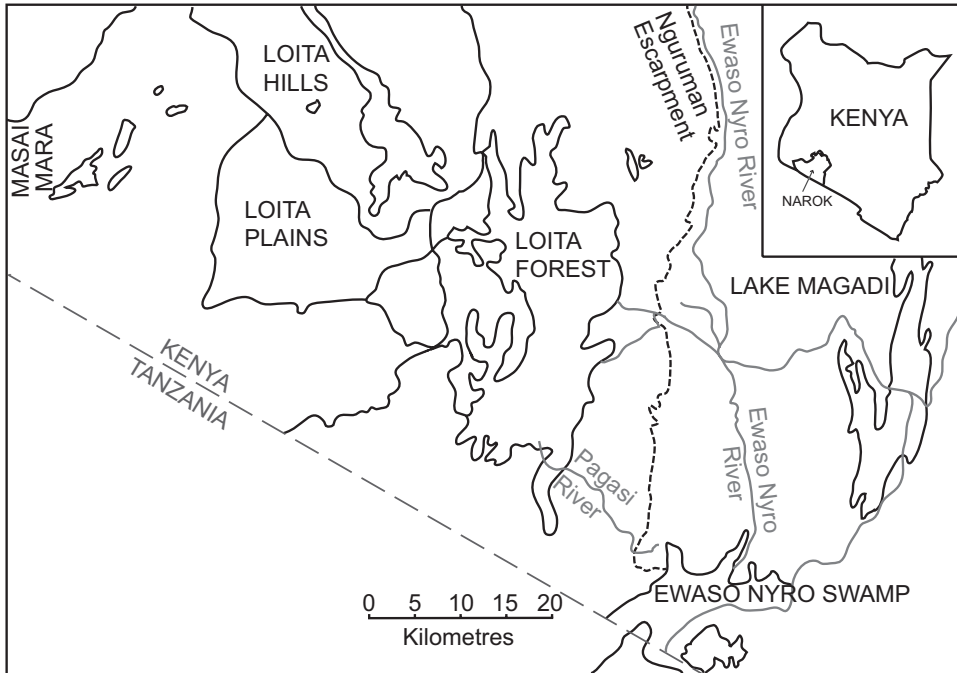 LOITA
HILLS
Nguruman
Escarpment
Ewaso Nyro River
KENYA
NAROK
MASAI
MARA
LOITA
PLAINS
LOITA
FOREST
LAKE MAGADI
KENYA
TANZANIA
Pagasi
River
Ewaso Nyro
River
EWASO NYRO SWAMP
0 5 10 15 20
Kilometres